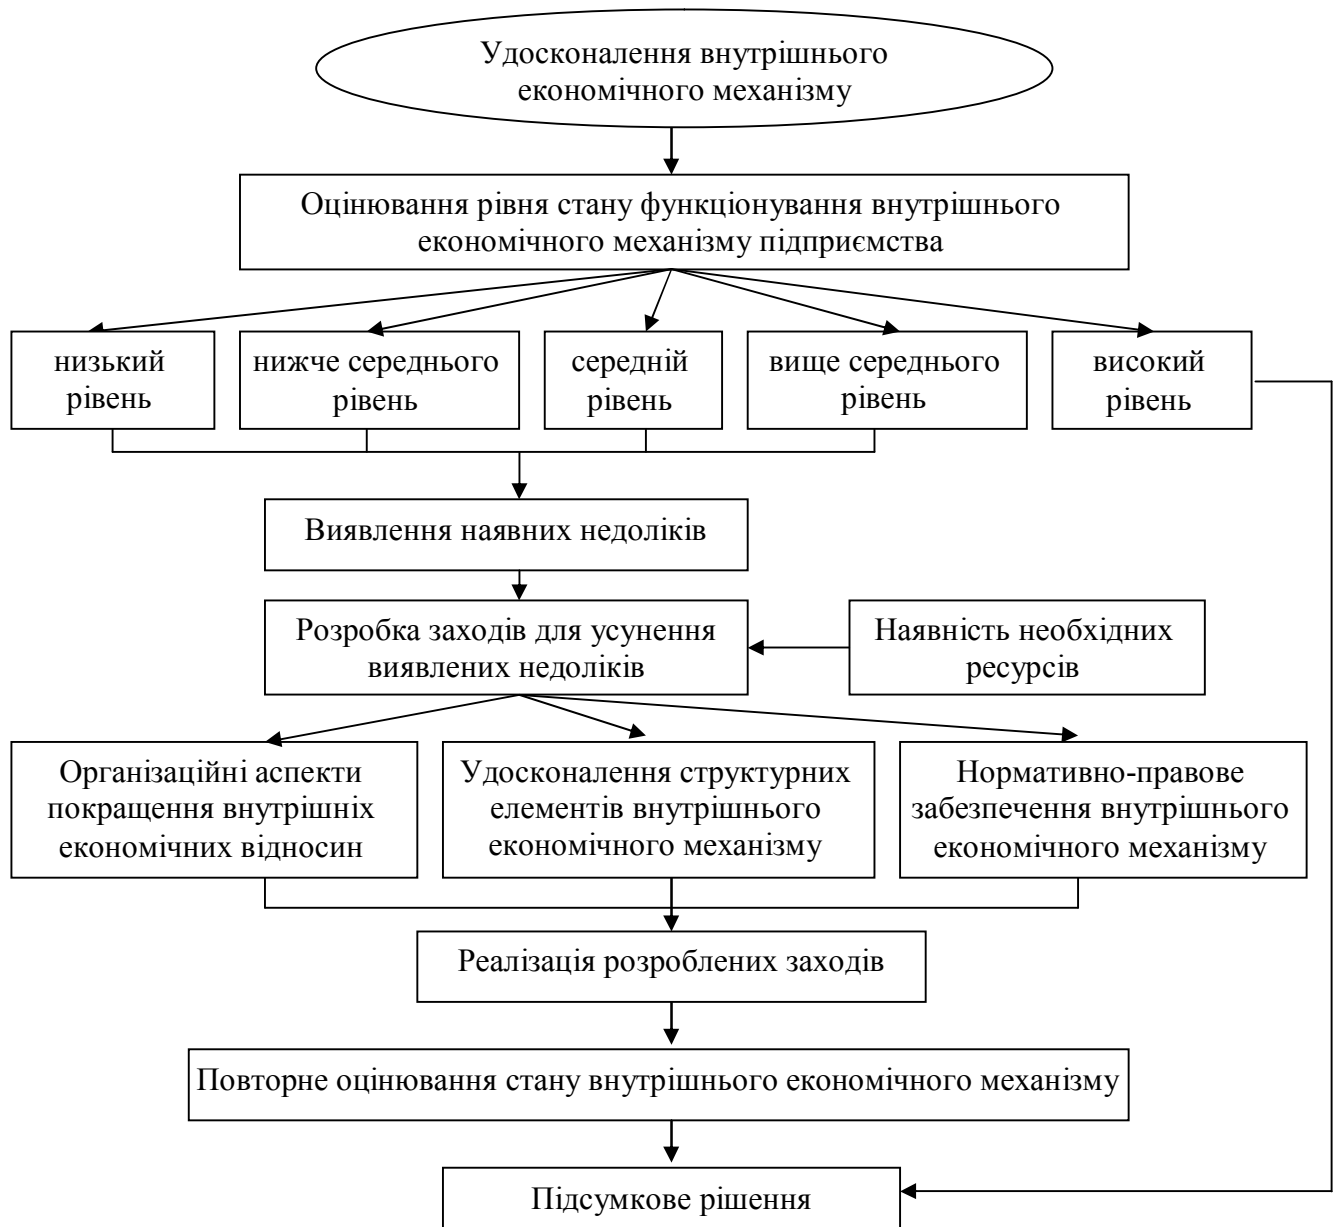 Удосконалення внутрішнього
економічного механізму
Оцінювання рівня стану функціонування внутрішнього
економічного механізму підприємства
низький
рівень
нижче середнього
рівень
середній
рівень
вище середнього
рівень
високий
рівень
Виявлення наявних недоліків
Розробка заходів для усунення
виявлених недоліків
Наявність необхідних
ресурсів
Організаційні аспекти
покращення внутрішніх
економічних відносин
Удосконалення структурних
елементів внутрішнього
економічного механізму
Нормативно-правове
забезпечення внутрішнього
економічного механізму
Реалізація розроблених заходів
Повторне оцінювання стану внутрішнього економічного механізму
Підсумкове рішення